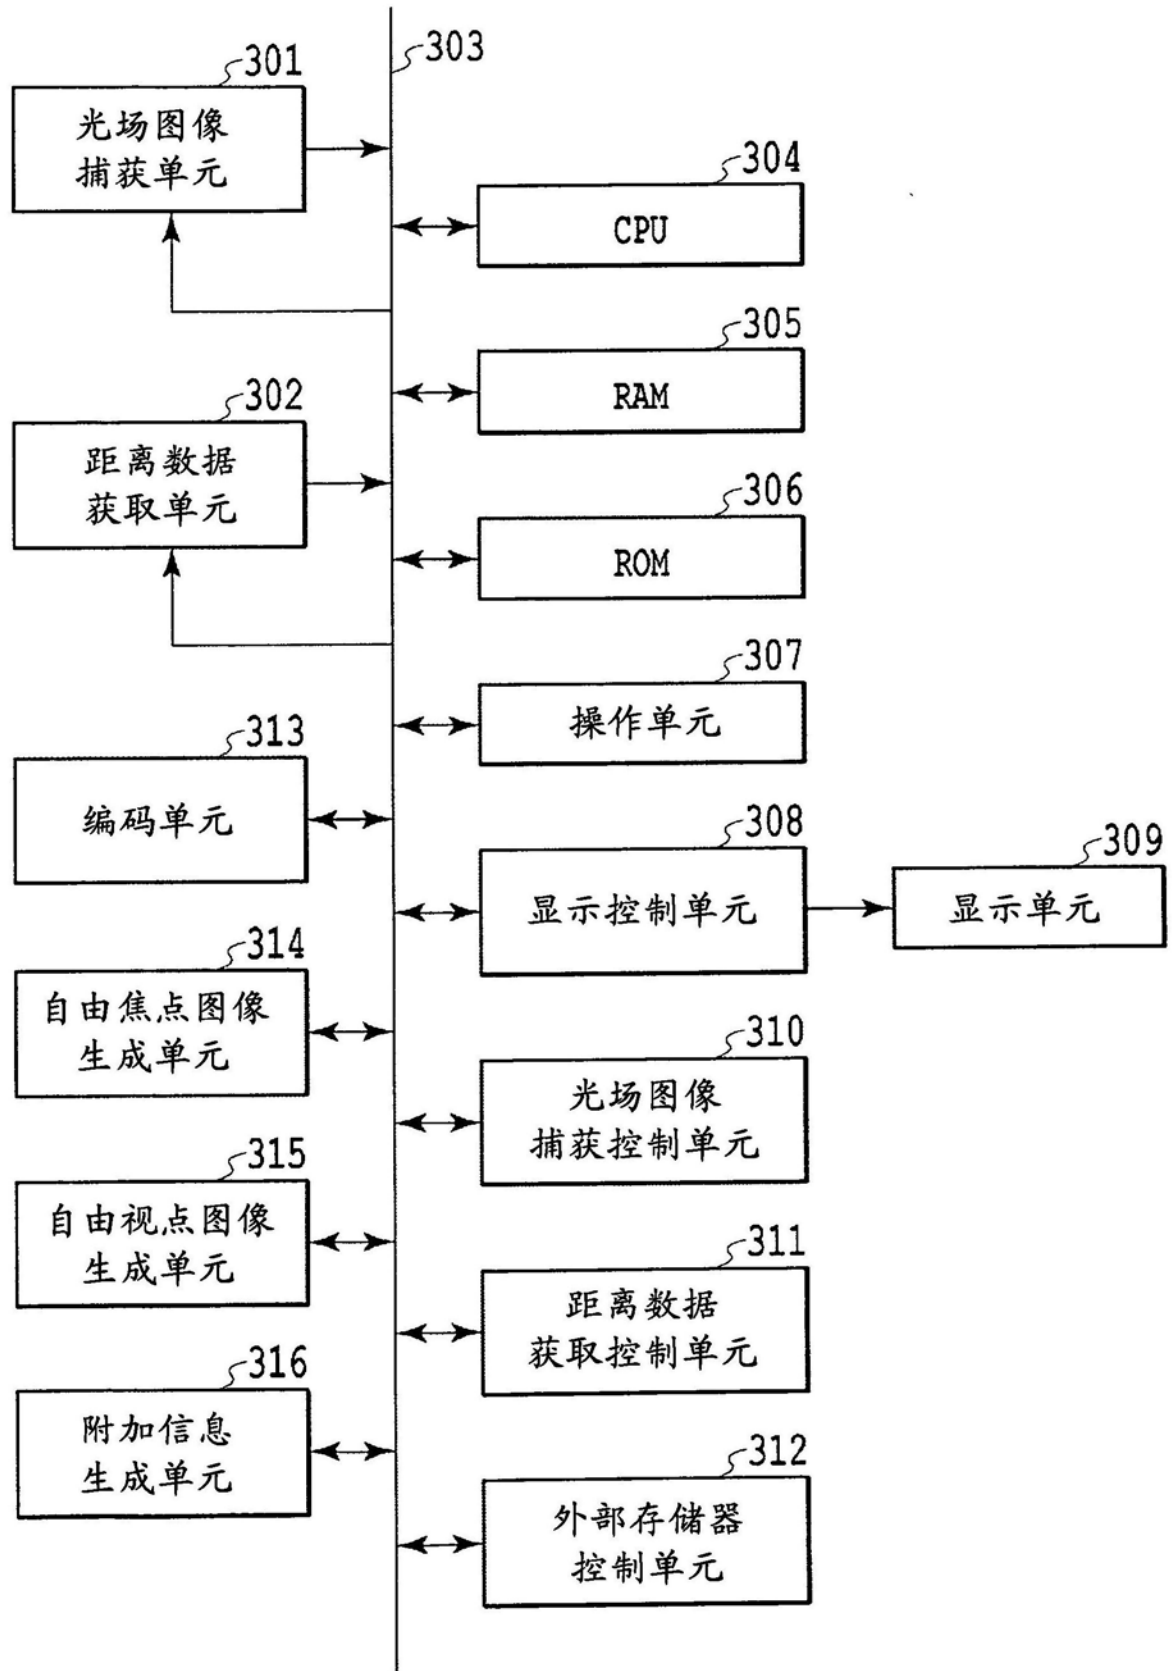 303
301
光场图像
捕获单元
304
CPU
305
RAM
302
距离数据
获取单元
306
ROM
307
操作单元
313
编码单元
308
显示控制单元
309
显示单元
314
自由焦点图像
生成单元
310
光场图像
捕获控制单元
315
自由视点图像
生成单元
311
距离数据
获取控制单元
316
附加信息
生成单元
312
外部存储器
控制单元